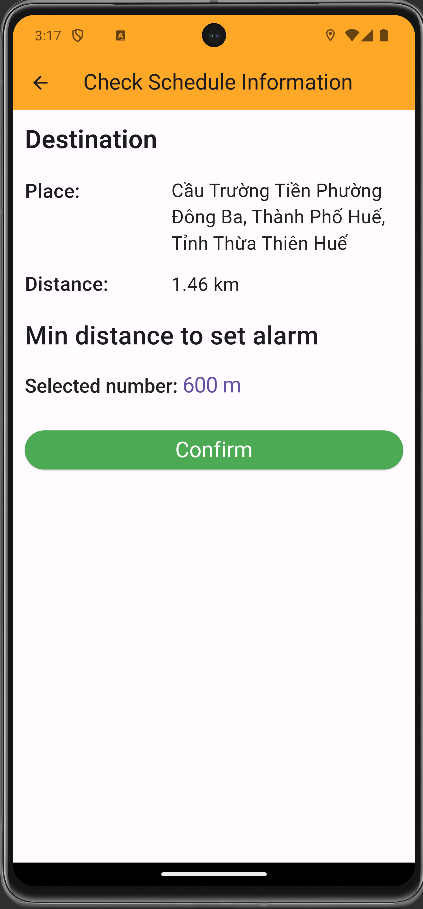 3:17
Check Schedule Information
Destination
Place: Cầu Trường Tiền Phường
Đông Ba, Thành Phố Huế,
Tỉnh Thừa Thiên Huế
Distance: 1.46 km
Min distance to set alarm
Selected number: 600 m
Confirm